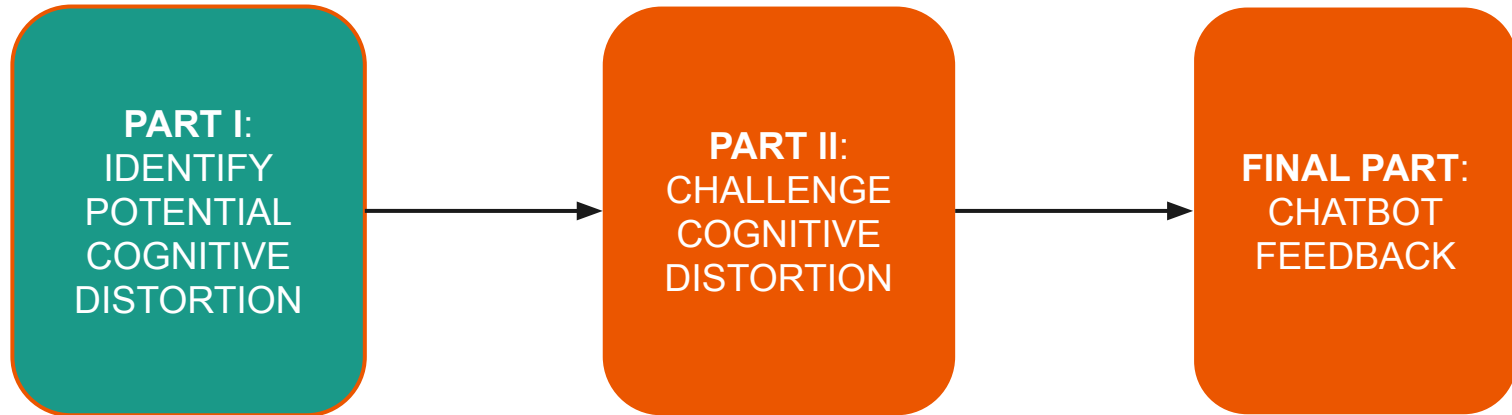 PART I:
IDENTIFY
POTENTIAL
COGNITIVE
DISTORTION
PART II:
CHALLENGE
COGNITIVE
DISTORTION
FINAL PART:
CHATBOT
FEEDBACK